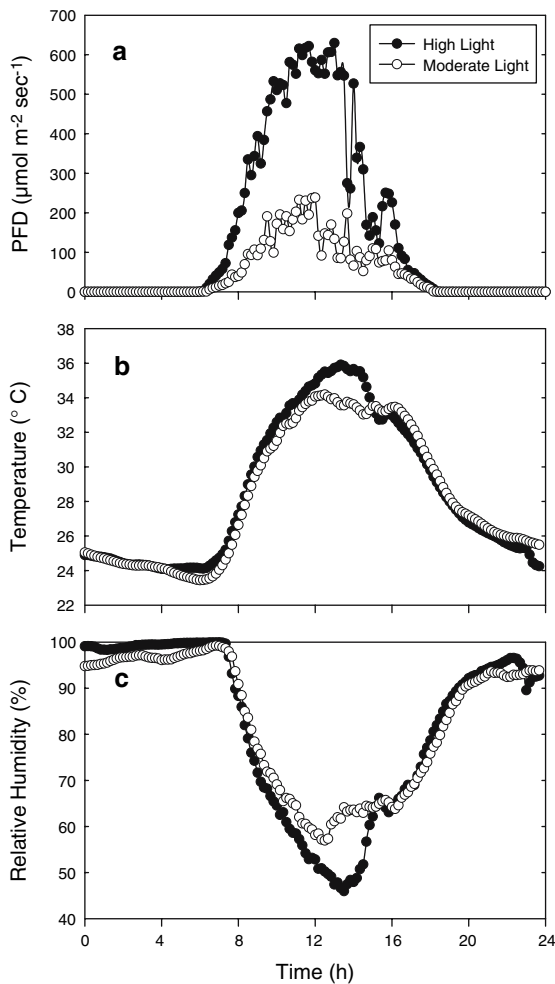 a
High Light
Moderate Light
PFD (µmol m-2 sec-1)
700
600
500
400
300
200
100
0
b
Temperature (° C)
38
36
34
32
30
28
26
24
22
c
Relative Humidity (%)
100
90
80
70
60
50
40
0 4 8 12 16 20 24
Time (h)